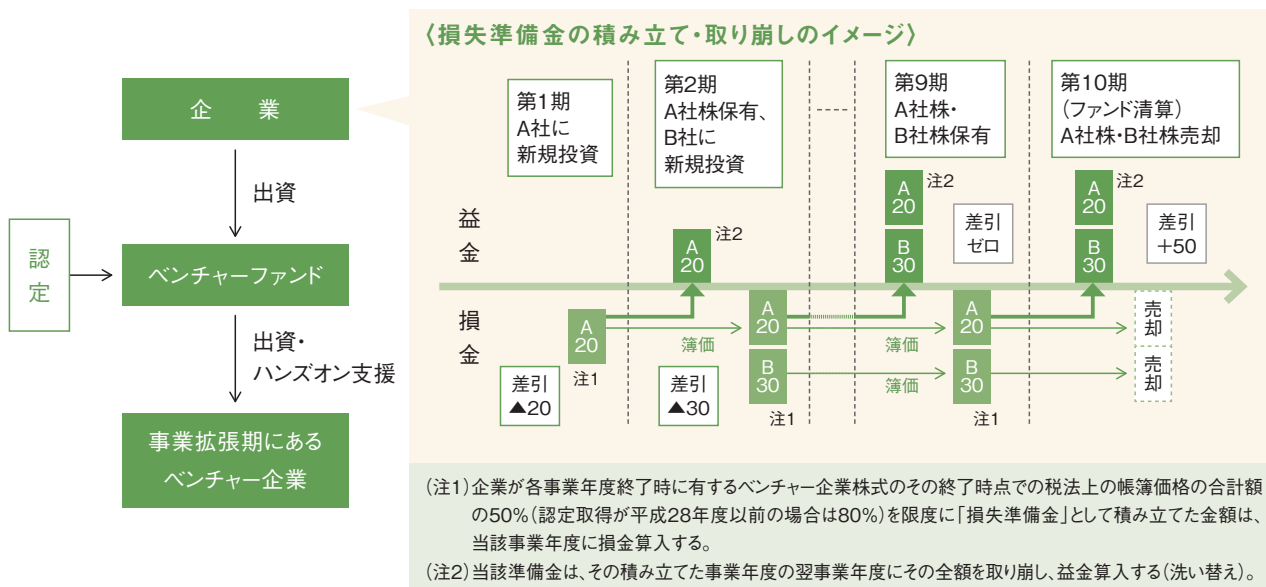 企　業
出資
認
定
ベンチャーファンド
出資・
ハンズオン支援
事業拡張期にある
ベンチャー企業
〈損失準備金の積み立て・取り崩しのイメージ〉
第1期
A社に
新規投資
第2期
A社株保有、
B社に
新規投資
第9期
A社株・
B社株保有
第10期
（ファンド清算）
A社株・B社株売却
益
金
A
20
注2
A
20
注2
B
30
差引
ゼロ
A
20
注2
B
30
差引
+50
損
金
A
20
注1
差引
▲20
簿価
A
20
B
30
注1
差引
▲30
簿価
簿価
A
20
B
30
注1
売
却
売
却
（注1）企業が各事業年度終了時に有するベンチャー企業株式のその終了時点での税法上の帳簿価格の合計額
の50％（認定取得が平成28年度以前の場合は80％）を限度に「損失準備金」として積み立てた金額は、
当該事業年度に損金算入する。
（注2）当該準備金は、その積み立てた事業年度の翌事業年度にその全額を取り崩し、益金算入する（洗い替え）。